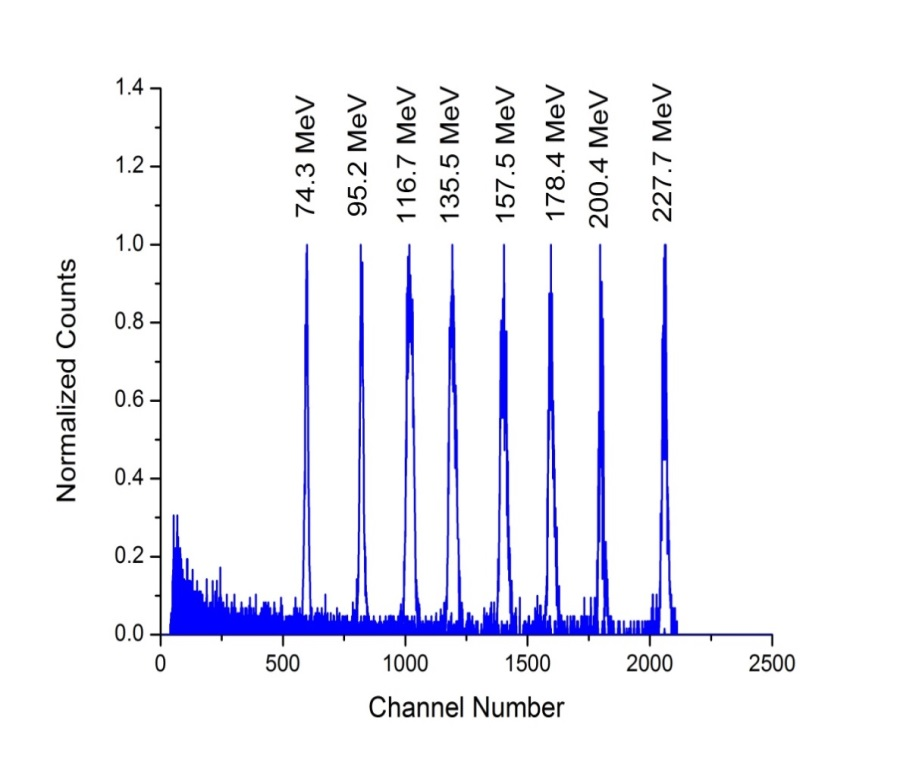 74.3 MeV
95.2 MeV
116.7 MeV
135.5 MeV
157.5 MeV
178.4 MeV
200.4 MeV
227.7 MeV
1.4
1.2
1.0
0.8
0.6
0.4
0.2
0.0
Normalized Counts
0
500
1000
1500
2000
2500
Channel Number